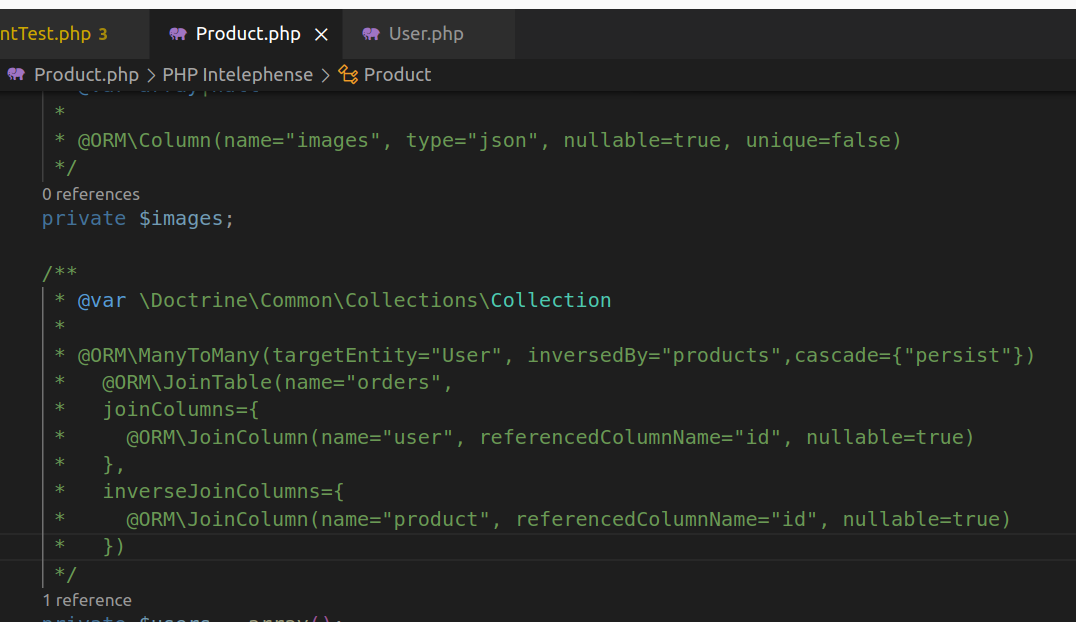 ntTest.php 3 Product.php × User.php
Product.php > PHP Intelephense > Product
*
* @ORM\Column(name="images", type="json", nullable=true, unique=false)
*/
0 references
private $images;
/**
* @var \Doctrine\Common\Collections\Collection
*
* @ORM\ManyToMany(targetEntity="User", inversedBy="products",cascade={"persist"})
* @ORM\JoinTable(name="orders",
* joinColumns={
* @ORM\JoinColumn(name="user", referencedColumnName="id", nullable=true)
* },
* inverseJoinColumns={
* @ORM\JoinColumn(name="product", referencedColumnName="id", nullable=true)
* })
*/
1 reference
private $users = array();